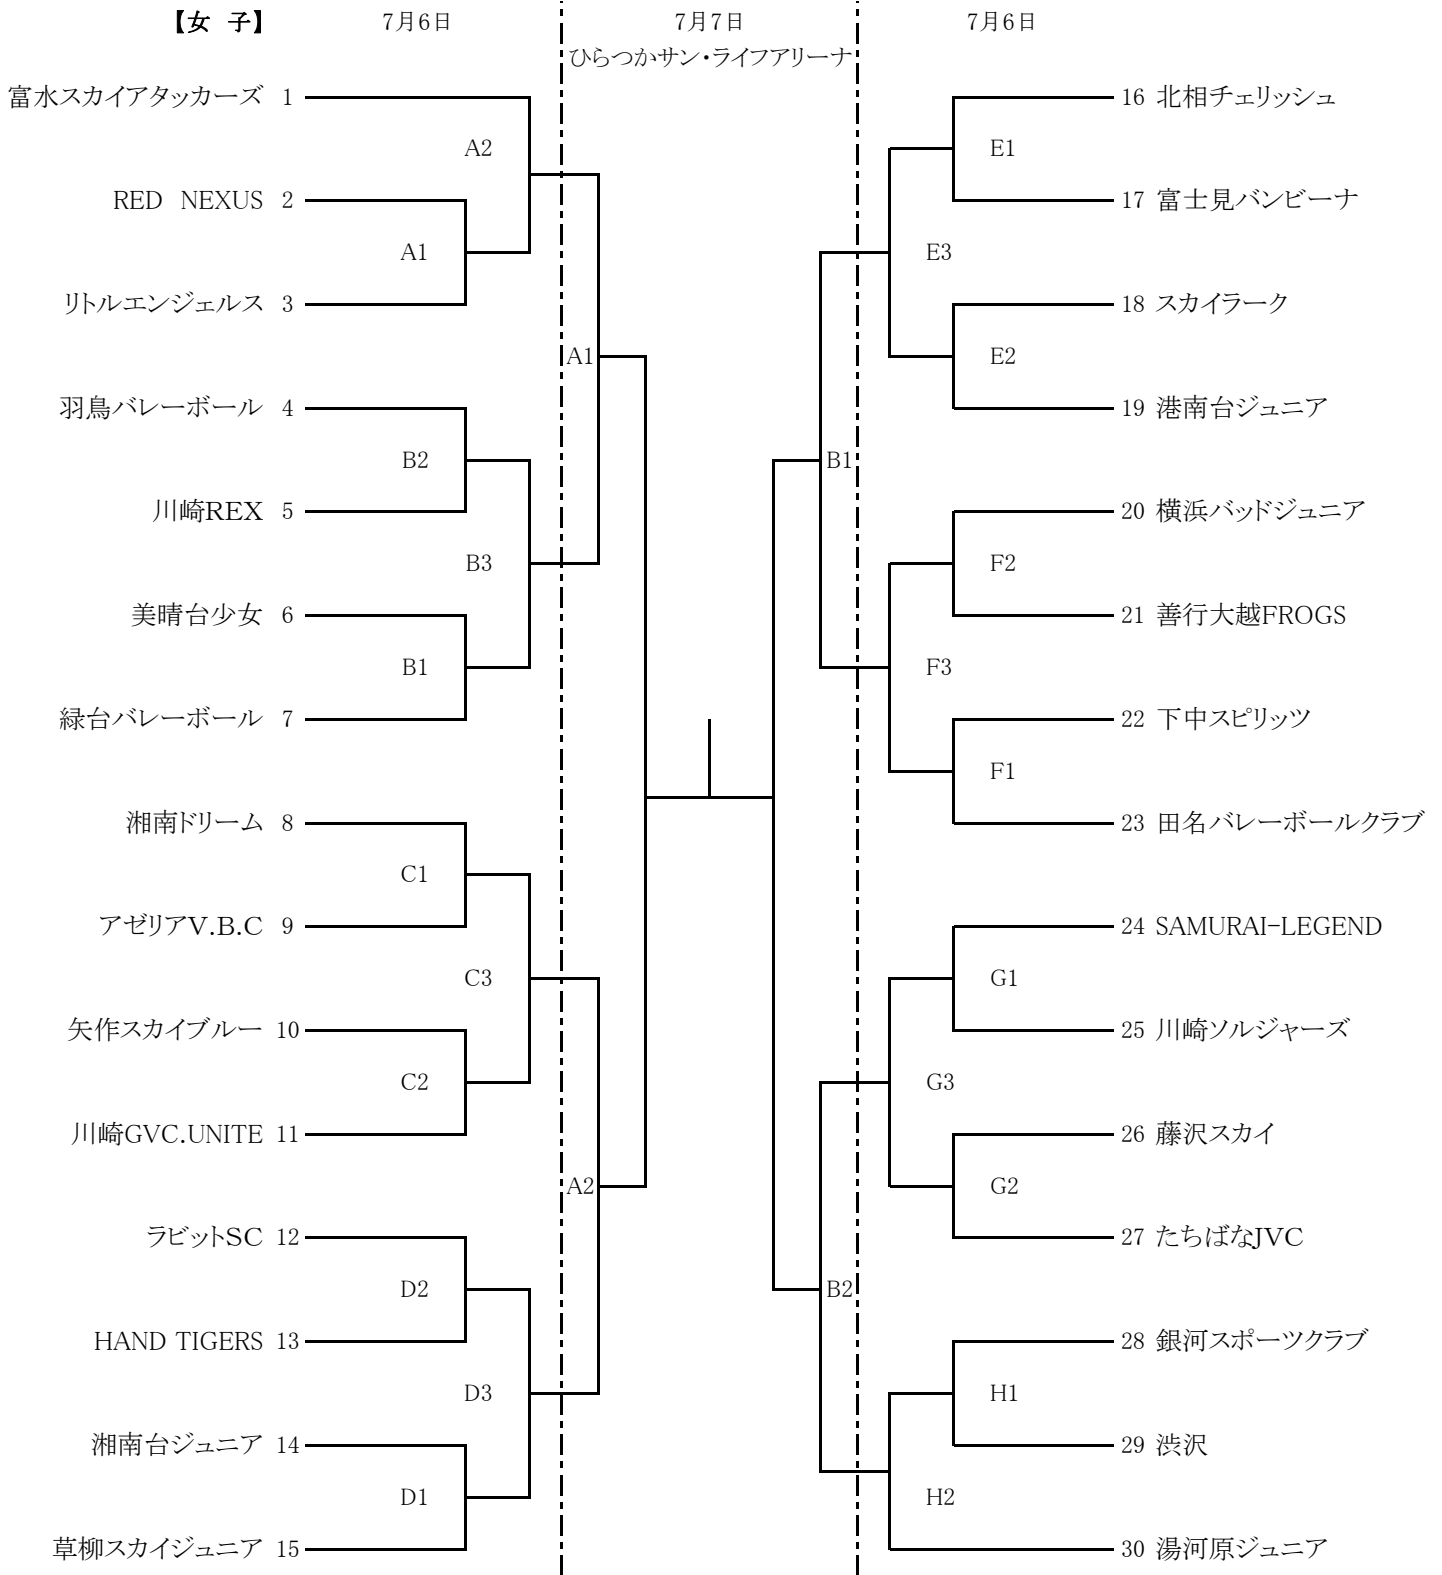 【女　子】 7月6日 7月7日 7月6日
ひらつかサン・ライフアリーナ
富水スカイアタッカーズ 1
A2
RED　NEXUS 2
A1
リトルエンジェルス 3
A1
羽鳥バレーボール 4
B2
川崎REX 5
B3
美晴台少女 6
B1
緑台バレーボール 7
湘南ドリーム 8
C1
アゼリアV.B.C 9
C3
矢作スカイブルー 10
C2
川崎GVC.UNITE 11
A2
ラビットSC 12
D2
HAND TIGERS 13
D3
湘南台ジュニア 14
D1
草柳スカイジュニア 15
16 北相チェリッシュ
E1
17 富士見バンビーナ
E3
18 スカイラーク
E2
19 港南台ジュニア
B1
20 横浜バッドジュニア
F2
21 善行大越FROGS
F3
22 下中スピリッツ
F1
23 田名バレーボールクラブ
24 SAMURAI-LEGEND
G1
25 川崎ソルジャーズ
G3
26 藤沢スカイ
G2
27 たちばなJVC
B2
28 銀河スポーツクラブ
H1
29 渋沢
H2
30 湯河原ジュニア